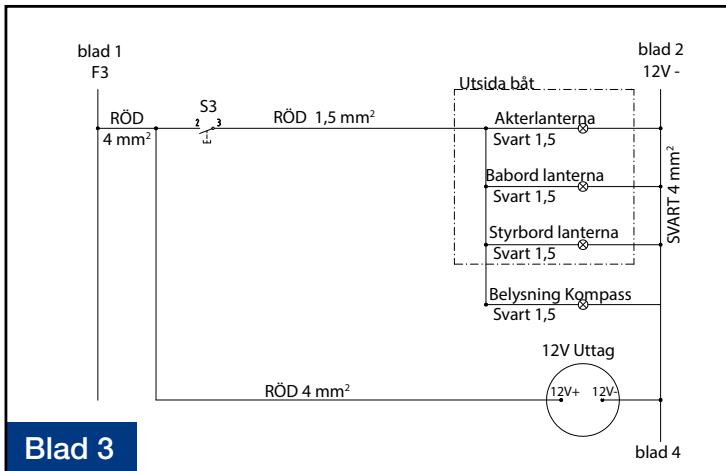 blad 1
F3
blad 2
12V -
Utsida båt
RÖD
4 mm²
S3
2 3
E
RÖD 1,5 mm²
Akterlanterna
Svart 1,5
Babord lanterna
Svart 1,5
Styrbord lanterna
Svart 1,5
Belysning Kompass
Svart 1,5
SVART 4 mm²
12V Uttag
12V+ 12V-
RÖD 4 mm²
Blad 3
blad 4